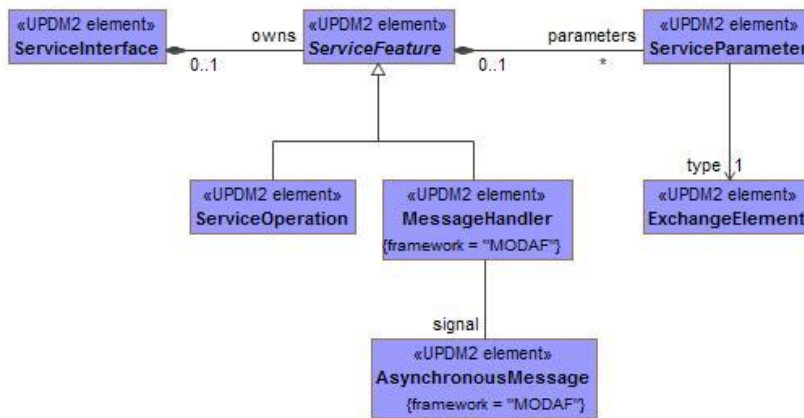 «UPDM2 element»
ServiceInterface
owns
0..1
«UPDM2 element»
ServiceFeature
parameters
0..1
*
«UPDM2 element»
ServiceParameter
type 1
«UPDM2 element»
ServiceOperation
«UPDM2 element»
MessageHandler
{framework = "MODAF"}
«UPDM2 element»
ExchangeElement
signal
«UPDM2 element»
AsynchronousMessage
{framework = "MODAF"}